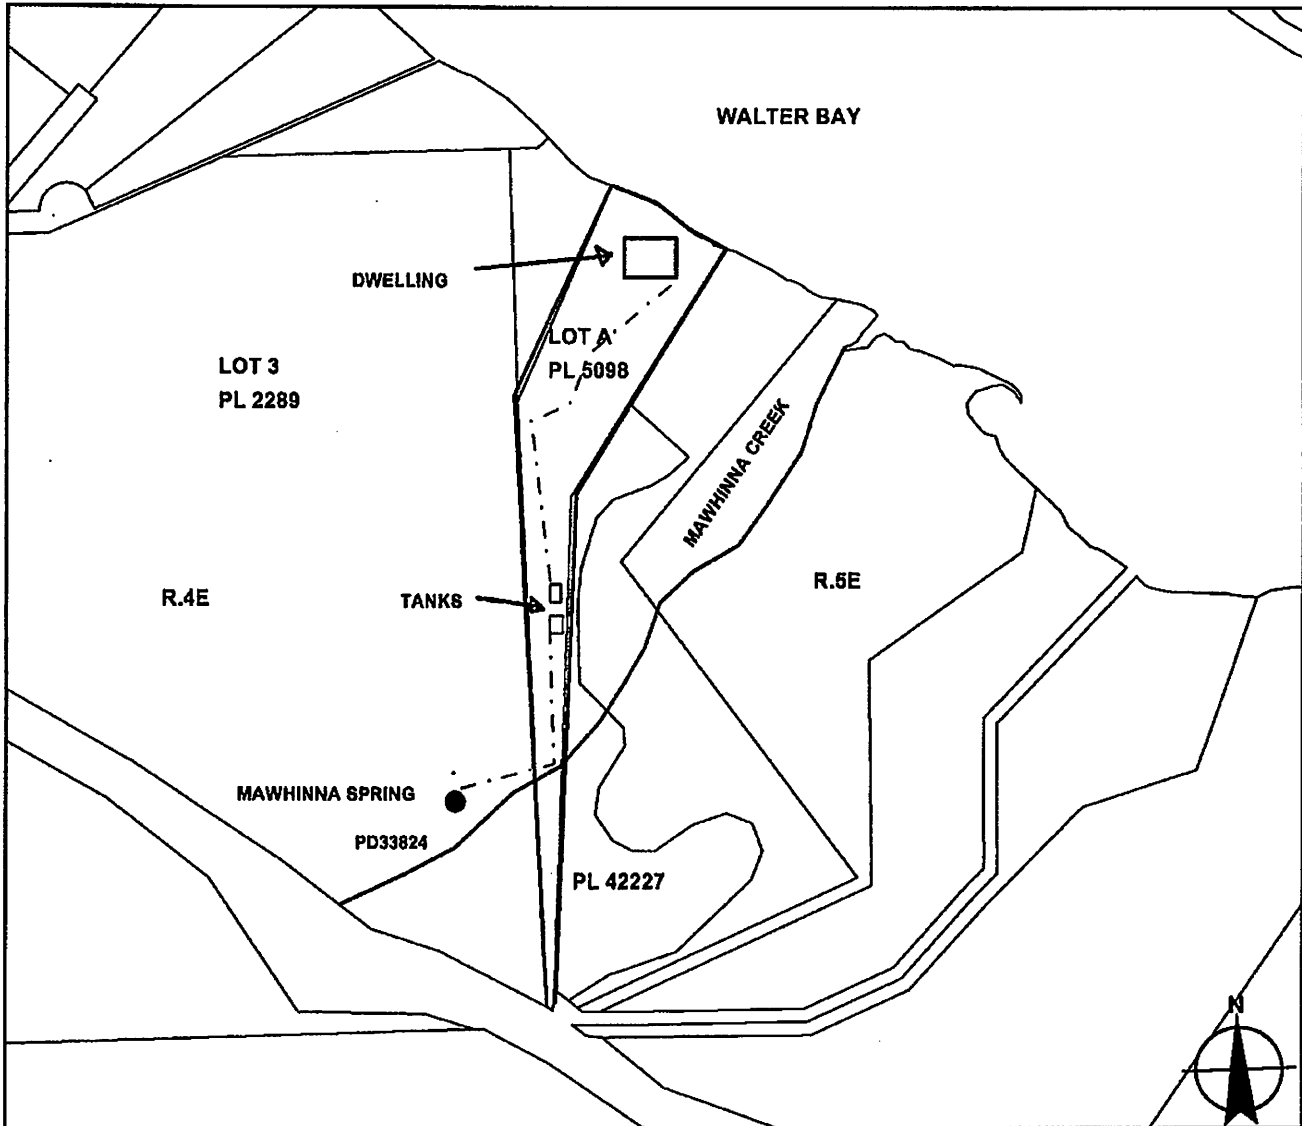 WALTER BAY
DWELLING
LOT A
PL 5098
LOT 3
PL 2289
MAWHINNA CREEK
R.4E
TANKS
R.5E
MAWHINNA SPRING
PD33824
PL 42227
N